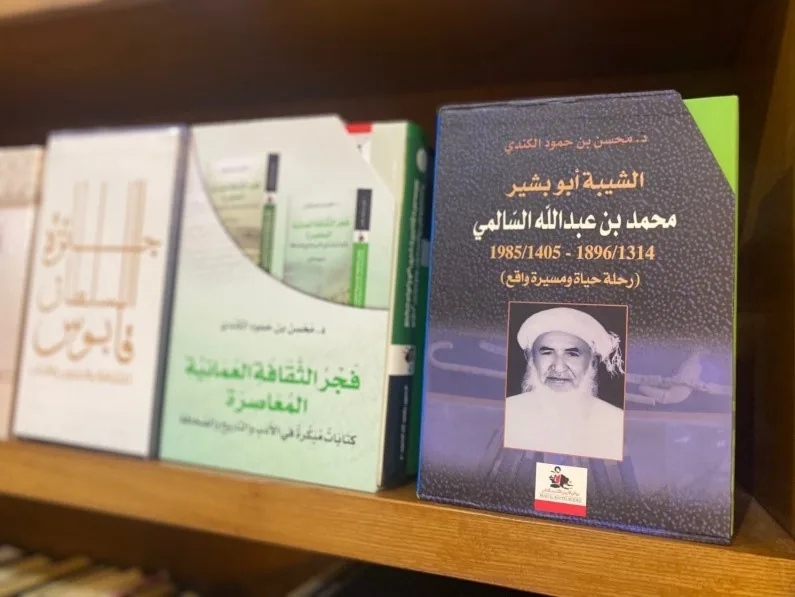 د. محسن بن حمود الكندي
الشيبة أبو بشير
محمد بن عبدالله السالمي
1985/1405 - 1896/1314
(رحلة حياة ومسيرة واقع)
د. محسن بن حمود الكندي
فجر الثقافة العمانية
المعاصرة
كتابات مبكرة في الأدب والتاريخ والصحافة
جائزة
السلطان
قابوس